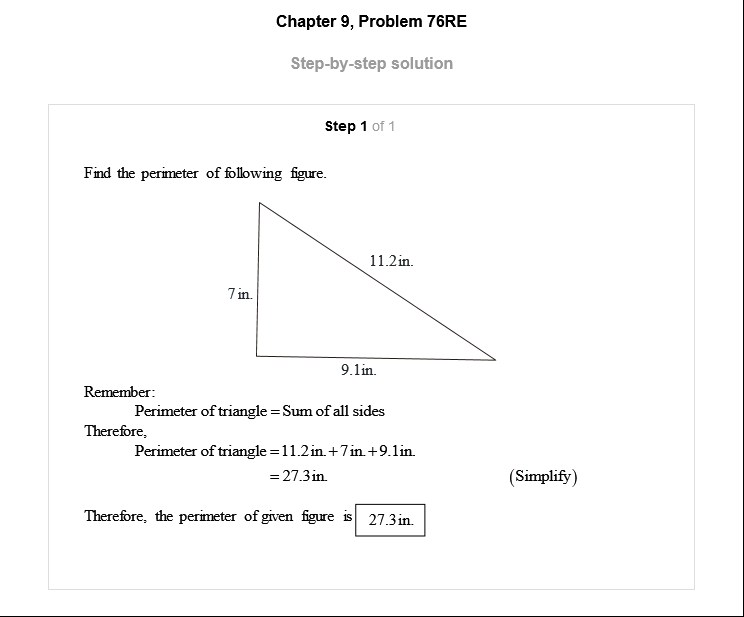 Chapter 9, Problem 76RE
Step-by-step solution
Step 1 of 1
Find the perimeter of following figure.
11.2in.
7in.
9.1in.
Remember:
Perimeter of triangle = Sum of all sides
Therefore,
Perimeter of triangle = 11.2in.+7in.+9.1in.
= 27.3in. (Simplify)
Therefore, the perimeter of given figure is 27.3in.